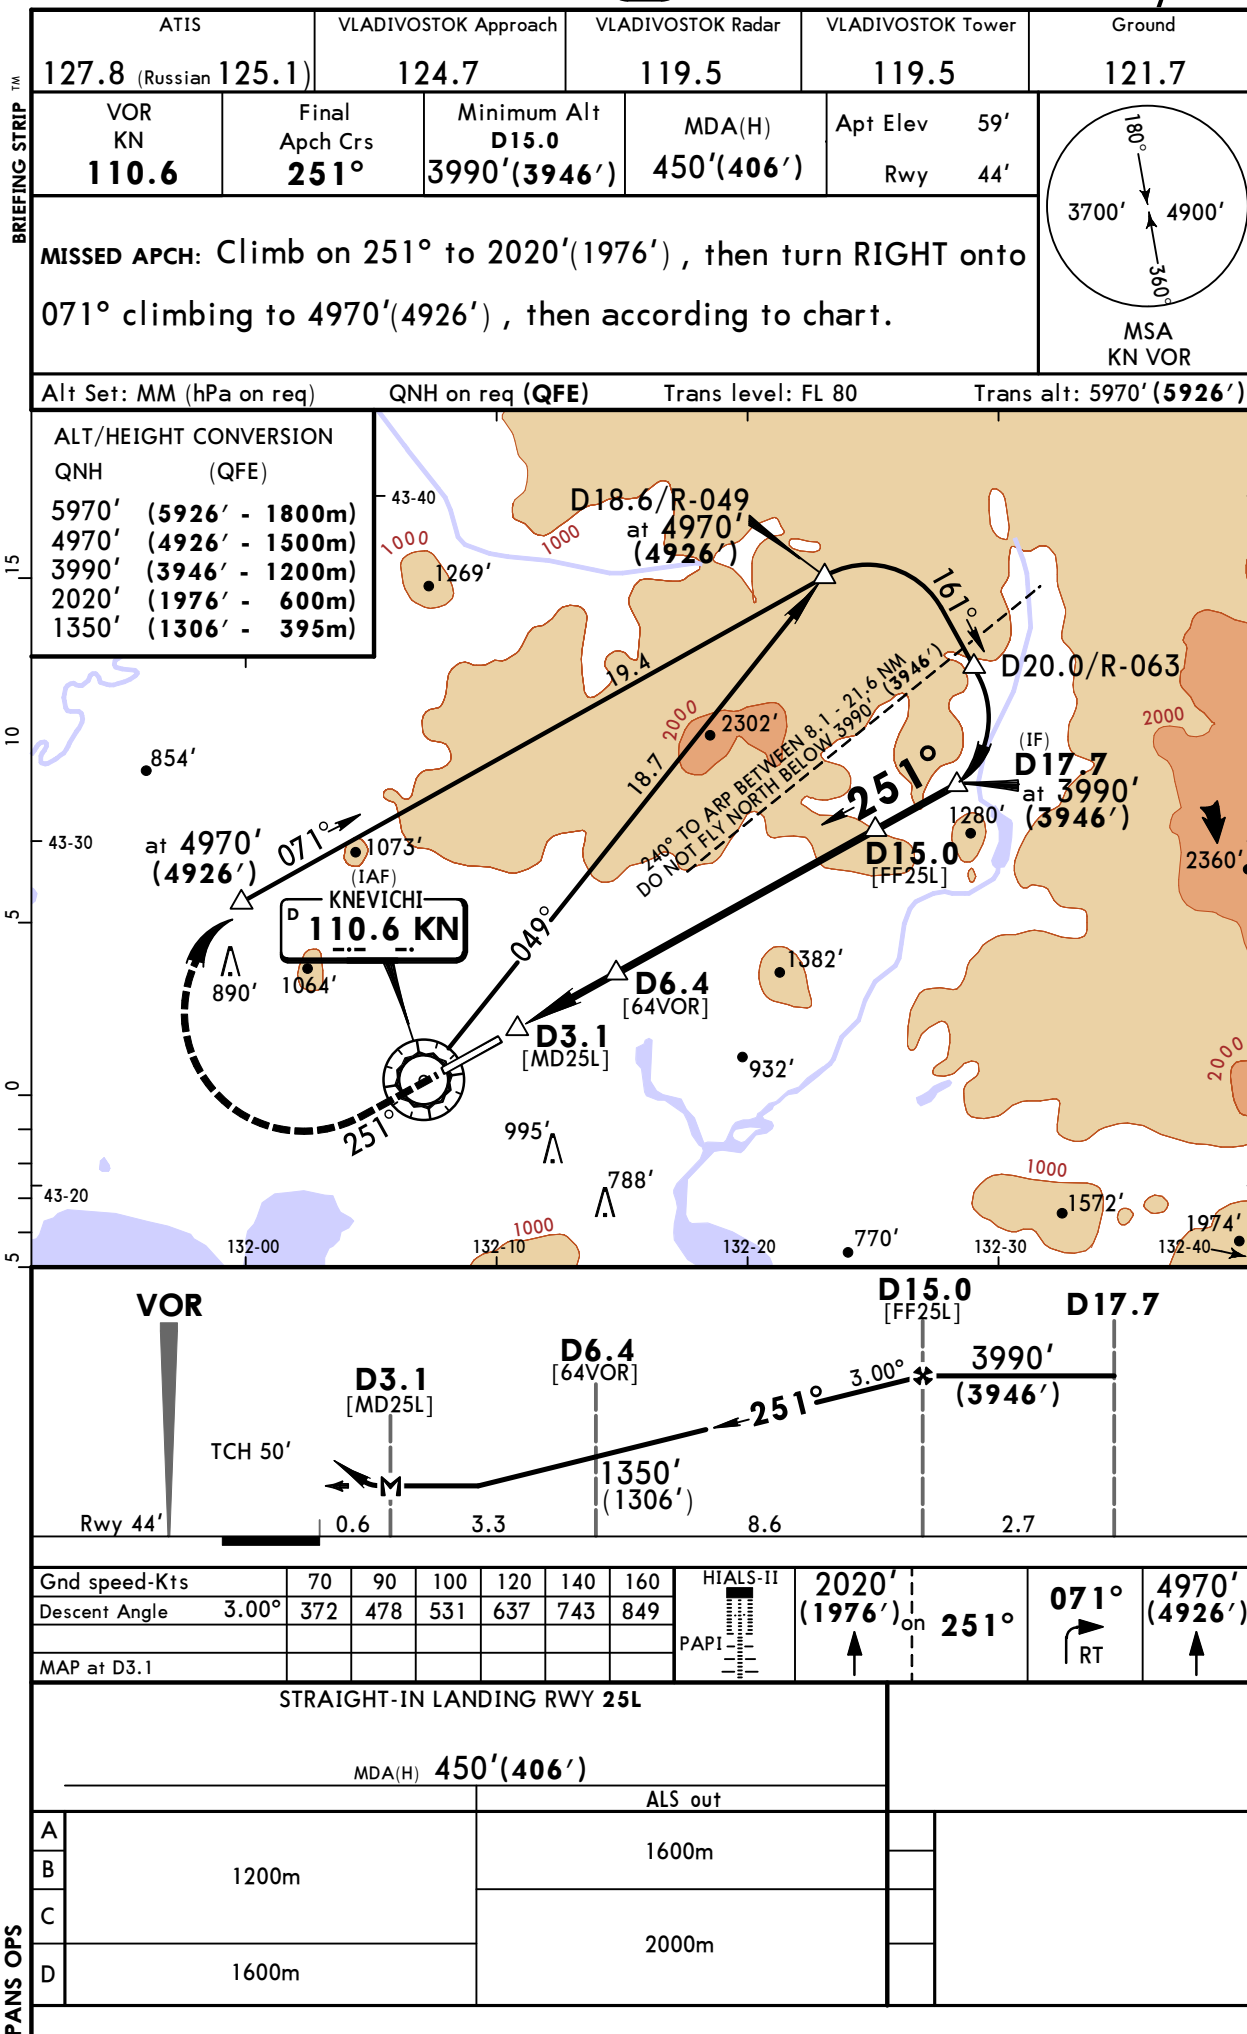 ATIS
127.8 (Russian 125.1)
VLADIVOSTOK Approach
124.7
VLADIVOSTOK Radar
119.5
VLADIVOSTOK Tower
119.5
Ground
121.7
BRIEFING STRIP TM
VOR
KN
110.6
Final
Apch Crs
251°
Minimum Alt
D15.0
3990'(3946')
MDA(H)
450'(406')
Apt Elev 59'
Rwy 44'
180°
3700' 4900'
360°
MSA
KN VOR
MISSED APCH: Climb on 251° to 2020'(1976') , then turn RIGHT onto
071° climbing to 4970'(4926') , then according to chart.
Alt Set: MM (hPa on req) QNH on req (QFE) Trans level: FL 80 Trans alt: 5970'(5926')
ALT/HEIGHT CONVERSION
QNH (QFE)
5970' (5926' - 1800m)
4970' (4926' - 1500m)
3990' (3946' - 1200m)
2020' (1976' - 600m)
1350' (1306' - 395m)
43-40
1000
1269'
1000
D18.6/R-049
at 4970'
(4926')
161°
15
19.4
D20.0/R-063
2000
2302'
240° TO ARP BETWEEN 8.1 - 21.6 NM
DO NOT FLY NORTH BELOW 3990' (3946')
2000
10
854'
18.7
251°
(IF)
D17.7
at 3990'
(3946')
1280'
43-30
at 4970'
(4926')
071°
1073'
D15.0
[FF25L]
2360'
(IAF)
KNEVICHI
D 110.6 KN
5
049°
890'
1064'
D6.4
[64VOR]
1382'
D3.1
[MD25L]
932'
2000
0
251°
995'
788'
43-20
1000
1572'
1000
1974'
770'
5
132-00
132-10
132-20
132-30
132-40
VOR
D15.0
[FF25L]
D17.7
D6.4
[64VOR]
D3.1
[MD25L]
3.00°
3990'
(3946')
251°
TCH 50'
1350'
(1306')
Rwy 44'
0.6
3.3
8.6
2.7
Gnd speed-Kts 70 90 100 120 140 160
Descent Angle 3.00° 372 478 531 637 743 849
MAP at D3.1
HIALS-II
PAPI
2020'
(1976') on 251°
071°
RT
4970'
(4926')
STRAIGHT-IN LANDING RWY 25L
MDA(H) 450'(406')
ALS out
A
B
C
D
1200m
1600m
1600m
2000m
PANS OPS